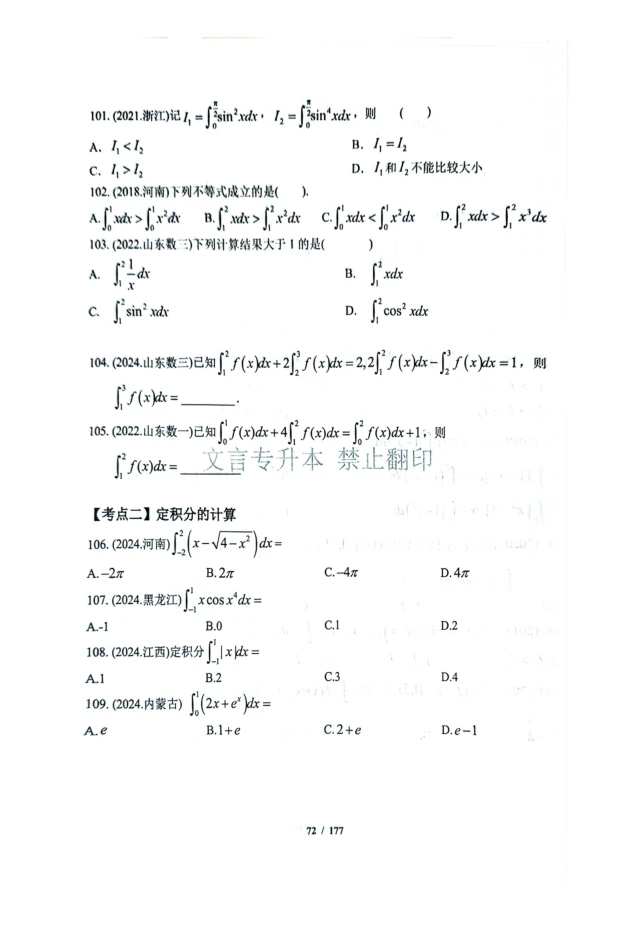 101. (2021.浙江)记 $I_1=\int_0^{\frac{\pi}{2}}\sin^2 xdx$，$I_2=\int_0^{\frac{\pi}{2}}\sin^4 xdx$，则 ( )
A、$I_1<I_2$ B、$I_1=I_2$
C、$I_1>I_2$ D、$I_1$和$I_2$不能比较大小
102. (2018.河南)下列不等式成立的是( ).
A.$\int_0^1 xdx>\int_0^1 x^2dx$ B.$\int_1^2 xdx>\int_1^2 x^2dx$ C.$\int_0^1 xdx<\int_0^1 x^2dx$ D.$\int_1^2 xdx>\int_1^2 x^3dx$
103. (2022.山东数三)下列计算结果大于 1 的是( )
A. $\int_1^2\frac{1}{x}dx$ B. $\int_1^2 xdx$
C. $\int_1^2\sin^2 xdx$ D. $\int_1^2\cos^2 xdx$
104. (2024.山东数三)已知$\int_1^2 f(x)dx+2\int_2^3 f(x)dx=2,2\int_1^2 f(x)dx-\int_2^3 f(x)dx=1$，则
$\int_1^3 f(x)dx=$________.
105. (2022.山东数一)已知$\int_0^1 f(x)dx+4\int_1^2 f(x)dx=\int_0^2 f(x)dx+1$，则
$\int_1^2 f(x)dx=$________
文言专升本 禁止翻印
【考点二】定积分的计算
106. (2024.河南)$\int_{-2}^2\left(x-\sqrt{4-x^2}\right)dx=$
A.$-2\pi$ B.$2\pi$ C.$-4\pi$ D.$4\pi$
107. (2024.黑龙江)$\int_{-1}^1 x\cos x^4dx=$
A.-1 B.0 C.1 D.2
108. (2024.江西)定积分$\int_{-1}^1|x|dx=$
A.1 B.2 C.3 D.4
109. (2024.内蒙古) $\int_0^1(2x+e^x)dx=$
A.$e$ B.$1+e$ C.$2+e$ D.$e-1$
72 / 177